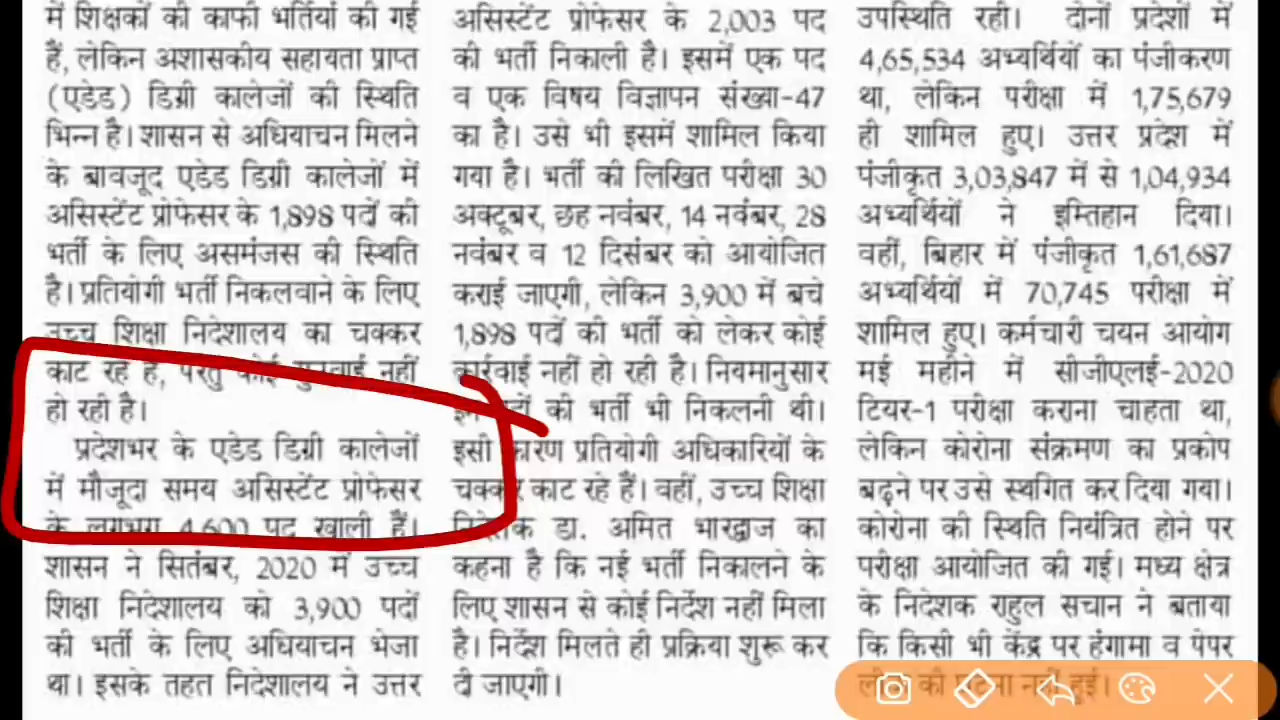 में शिक्षकों की काफी भर्तियां की गई
हैं, लेकिन अशासकीय सहायता प्राप्त
(एडेड) डिग्री कालेजों की स्थिति
भिन्न है। शासन से अधियाचन मिलने
के बावजूद एडेड डिग्री कालेजों में
असिस्टेंट प्रोफेसर के 1,898 पदों की
भर्ती के लिए असमंजस की स्थिति
है। प्रतियोगी भर्ती निकलवाने के लिए
उच्च शिक्षा निदेशालय का चक्कर
काट रहे हैं, परंतु कोई सुनवाई नहीं
हो रही है।
प्रदेशभर के एडेड डिग्री कालेजों
में मौजूदा समय असिस्टेंट प्रोफेसर
के लगभग 4,600 पद खाली हैं।
शासन ने सितंबर, 2020 में उच्च
शिक्षा निदेशालय को 3,900 पदों
की भर्ती के लिए अधियाचन भेजा
था। इसके तहत निदेशालय ने उत्तर
असिस्टेंट प्रोफेसर के 2,003 पद
की भर्ती निकाली है। इसमें एक पद
व एक विषय विज्ञापन संख्या-47
का है। उसे भी इसमें शामिल किया
गया है। भर्ती की लिखित परीक्षा 30
अक्टूबर, छह नवंबर, 14 नवंबर, 28
नवंबर व 12 दिसंबर को आयोजित
कराई जाएगी, लेकिन 3,900 में बचे
1,898 पदों की भर्ती को लेकर कोई
कार्रवाई नहीं हो रही है। नियमानुसार
इन पदों की भर्ती भी निकलनी थी।
इसी कारण प्रतियोगी अधिकारियों के
चक्कर काट रहे हैं। वहीं, उच्च शिक्षा
निदेशक डा. अमित भारद्वाज का
कहना है कि नई भर्ती निकालने के
लिए शासन से कोई निर्देश नहीं मिला
है। निर्देश मिलते ही प्रक्रिया शुरू कर
दी जाएगी।
उपस्थिति रही। दोनों प्रदेशों में
4,65,534 अभ्यर्थियों का पंजीकरण
था, लेकिन परीक्षा में 1,75,679
ही शामिल हुए। उत्तर प्रदेश में
पंजीकृत 3,03,847 में से 1,04,934
अभ्यर्थियों ने इम्तिहान दिया।
वहीं, बिहार में पंजीकृत 1,61,687
अभ्यर्थियों में 70,745 परीक्षा में
शामिल हुए। कर्मचारी चयन आयोग
मई महीने में सीजीएलई-2020
टियर-1 परीक्षा कराना चाहता था,
लेकिन कोरोना संक्रमण का प्रकोप
बढ़ने पर उसे स्थगित कर दिया गया।
कोरोना की स्थिति नियंत्रित होने पर
परीक्षा आयोजित की गई। मध्य क्षेत्र
के निदेशक राहुल सचान ने बताया
कि किसी भी केंद्र पर हंगामा व पेपर
लीक की घटना नहीं हुई।